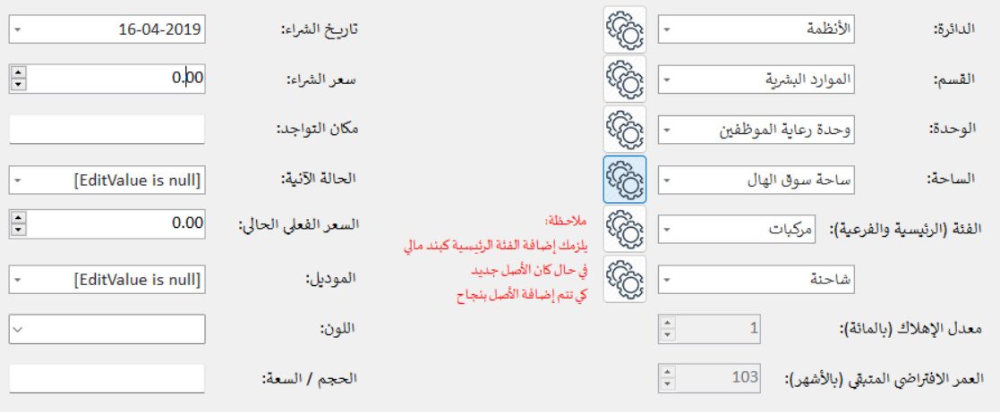 الدائرة: الأنظمة
القسم: الموارد البشرية
الوحدة: وحدة رعاية الموظفين
الساحة: ساحة سوق الهال
الفئة (الرئيسية والفرعية): مركبات
شاحنة
معدل الإهلاك (بالمائة): 1
العمر الافتراضي المتبقي (بالأشهر): 103
ملاحظة:
يلزمك إضافة الفئة الرئيسية كبند مالي
في حال كان الأصل جديد
كي تتم إضافة الأصل بنجاح
تاريخ الشراء: 16-04-2019
سعر الشراء: 0.00
مكان التواجد:
الحالة الآنية: [EditValue is null]
السعر الفعلي الحالي: 0.00
الموديل: [EditValue is null]
اللون:
الحجم / السعة: